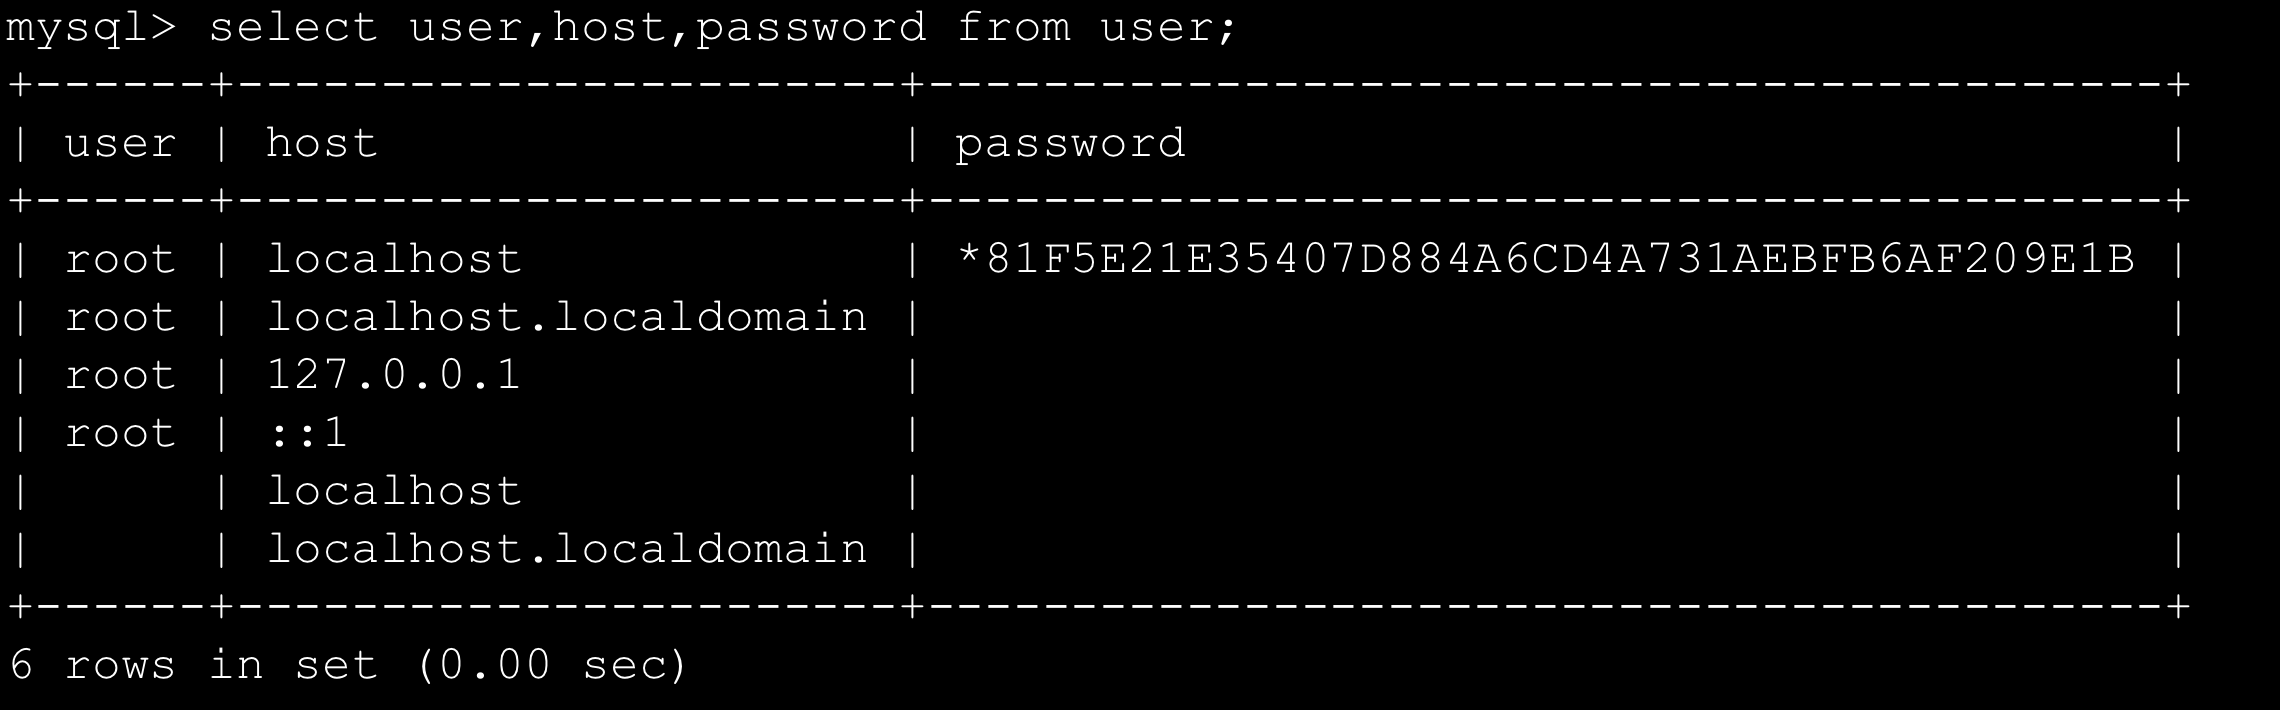 mysql> select user,host,password from user;
+------+-----------------------+-------------------------------------------+
| user | host                  | password                                  |
+------+-----------------------+-------------------------------------------+
| root | localhost             | *81F5E21E35407D884A6CD4A731AEBFB6AF209E1B |
| root | localhost.localdomain |                                           |
| root | 127.0.0.1             |                                           |
| root | ::1                   |                                           |
|      | localhost             |                                           |
|      | localhost.localdomain |                                           |
+------+-----------------------+-------------------------------------------+
6 rows in set (0.00 sec)